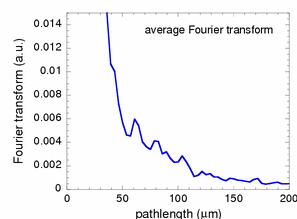 0.014
average Fourier transform
0.012
0.01
0.008
0.006
0.004
0.002
0
0 50 100 150 200
Fourier transform (a.u.)
pathlength (μm)